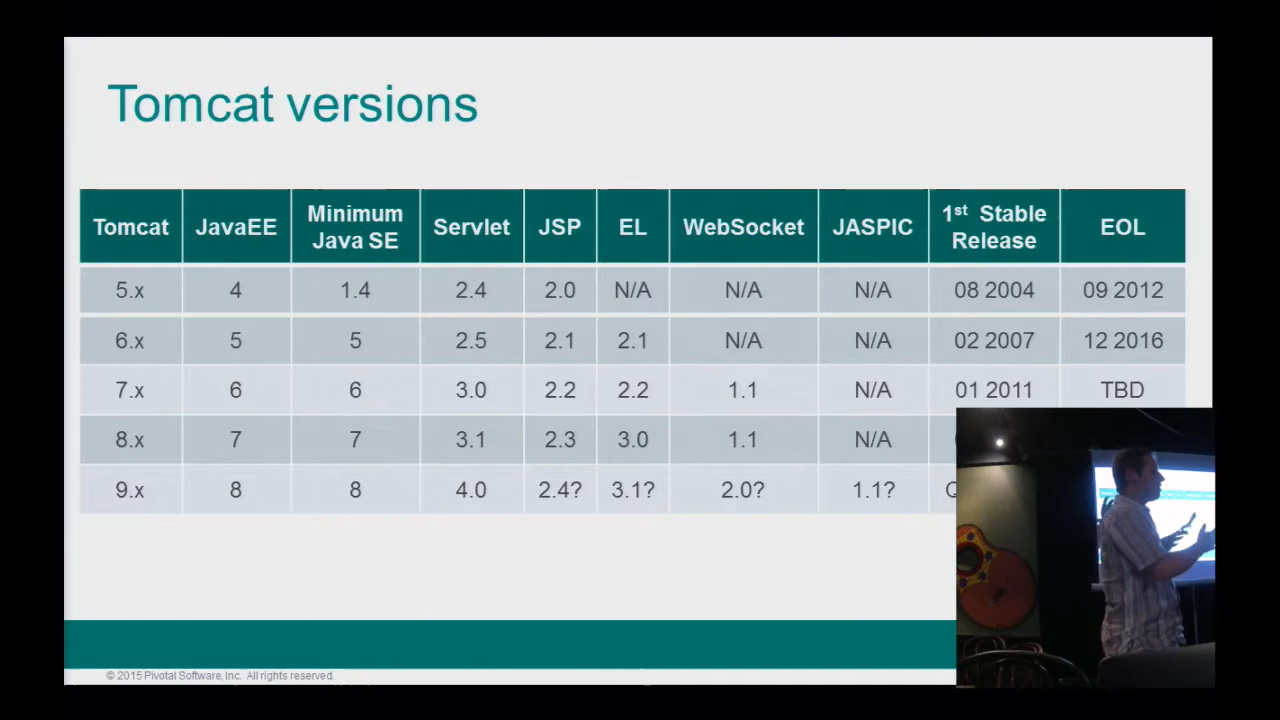 Tomcat versions
Tomcat JavaEE Minimum Java SE Servlet JSP EL WebSocket JASPIC 1st Stable Release EOL
5.x 4 1.4 2.4 2.0 N/A N/A N/A 08 2004 09 2012
6.x 5 5 2.5 2.1 2.1 N/A N/A 02 2007 12 2016
7.x 6 6 3.0 2.2 2.2 1.1 N/A 01 2011 TBD
8.x 7 7 3.1 2.3 3.0 1.1 N/A
9.x 8 8 4.0 2.4? 3.1? 2.0? 1.1?
© 2015 Pivotal Software, Inc. All rights reserved.